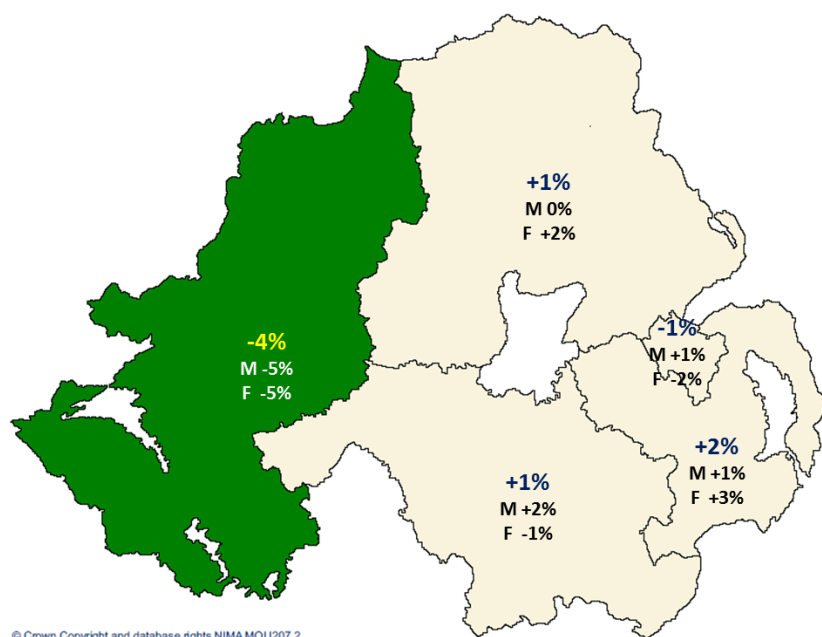 +1%
M 0%
F +2%
-1%
M +1%
F -2%
-4%
M -5%
F -5%
+2%
M +1%
F +3%
+1%
M +2%
F -1%
© Crown Copyright and database rights NIMA MOU207.2